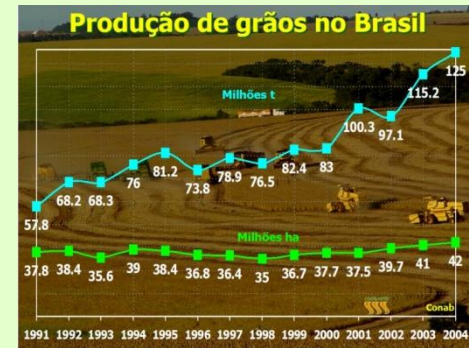 Produção de grãos no Brasil
Milhões t
57.8 68.2 68.3 76 81.2 73.8 78.9 76.5 82.4 83 100.3 97.1 115.2 125
Milhões ha
37.8 38.4 35.6 39 38.4 36.8 36.4 35 36.7 37.7 37.5 39.7 41 42
Conab
1991 1992 1993 1994 1995 1996 1997 1998 1999 2000 2001 2002 2003 2004